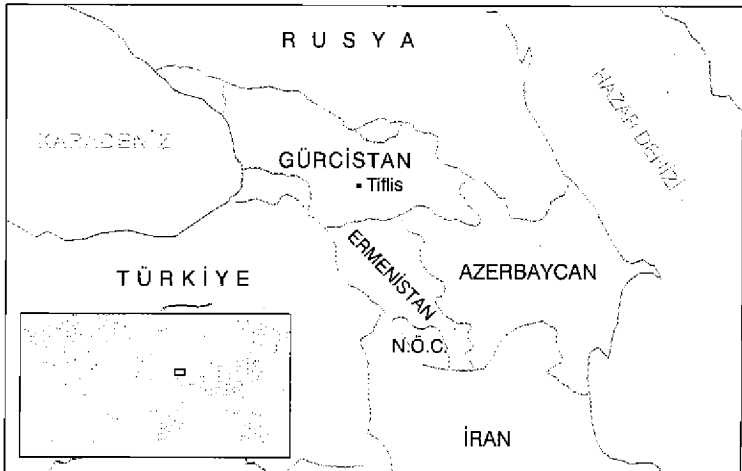 RUSYA
HAZAR DENİZİ
KARADENİZ
GÜRCİSTAN
Tiflis
ERMENİSTAN
AZERBAYCAN
TÜRKİYE
N.Ö.C.
İRAN